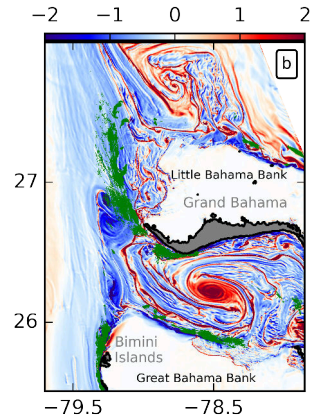 −2 −1 0 1 2
b
Little Bahama Bank
27
Grand Bahama
26
Bimini
Islands
Great Bahama Bank
−79.5 −78.5